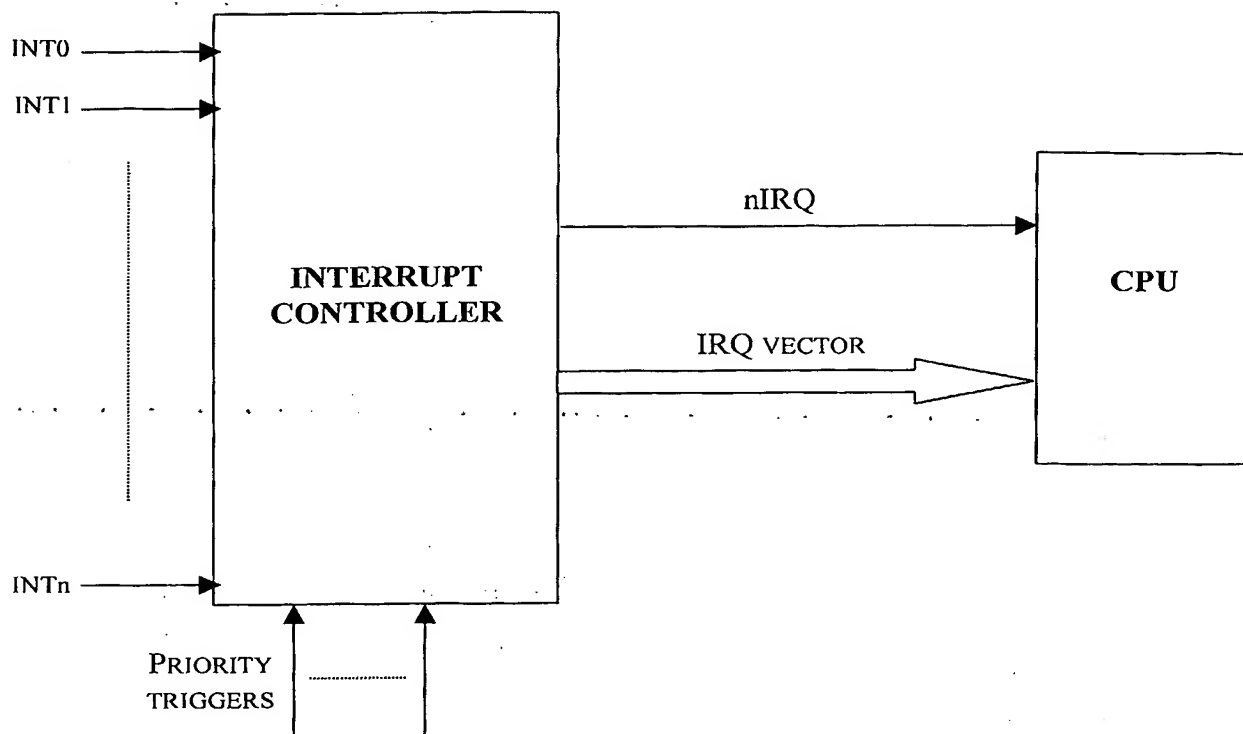 INT0
INT1
nIRQ
INTERRUPT
CONTROLLER
CPU
IRQ VECTOR
INTn
PRIORITY
TRIGGERS